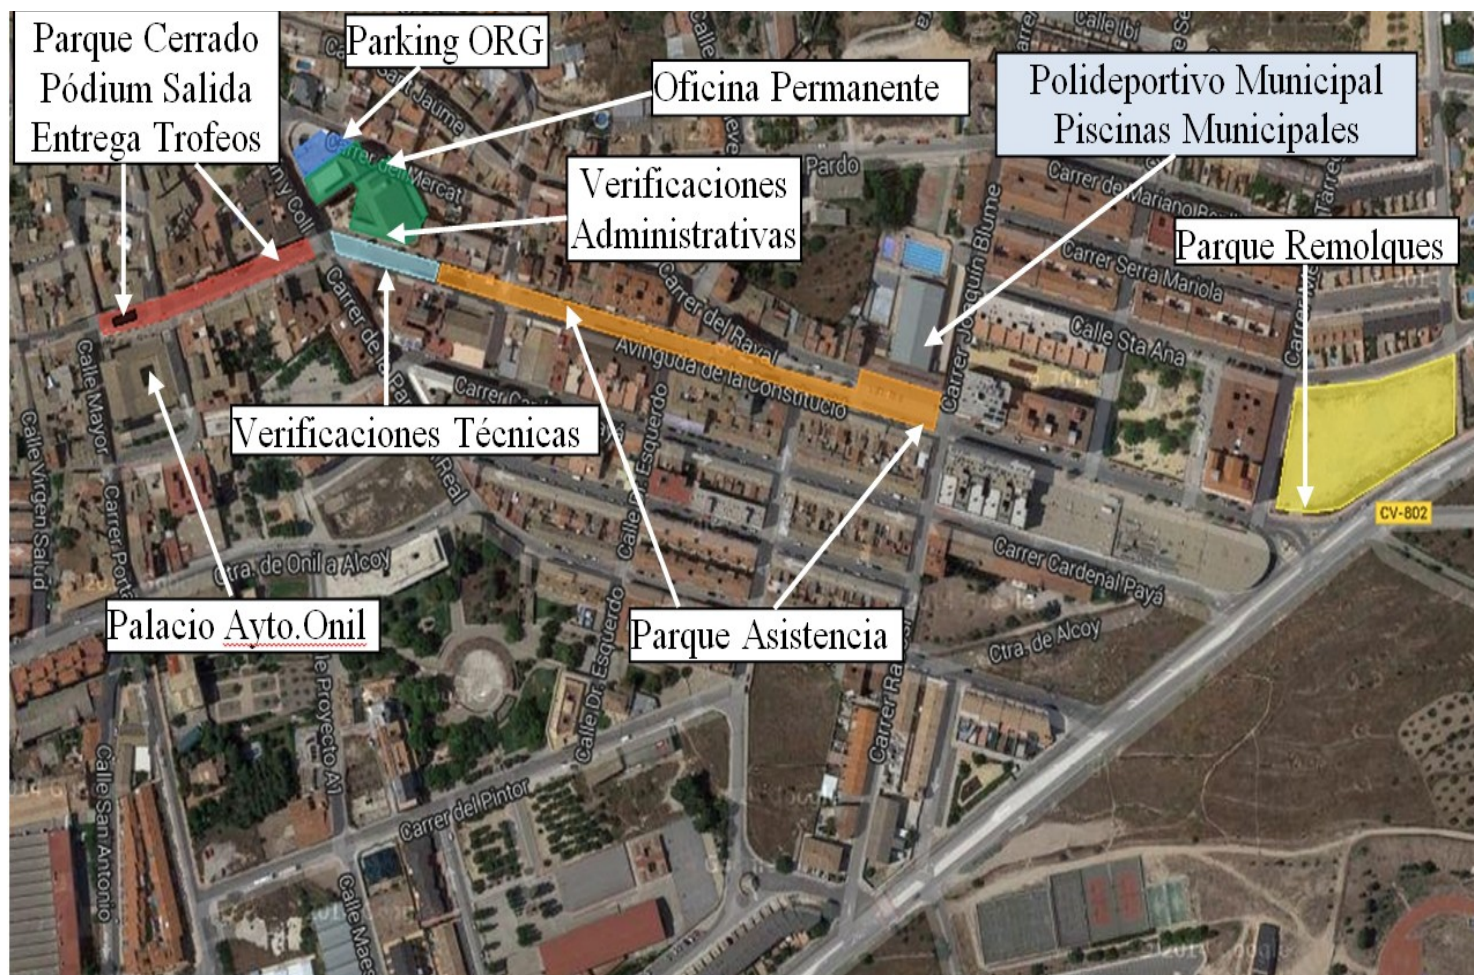 Parque Cerrado
Pódium Salida
Entrega Trofeos
Parking ORG
Oficina Permanente
Polideportivo Municipal
Piscinas Municipales
Verificaciones
Administrativas
Parque Remolques
Verificaciones Técnicas
Palacio Ayto.Onil
Parque Asistencia
Calle Ibi
Jaume
Carrer del Mercat
Pardo
Carrer Joaquín Blume
Carrer Serra Mariola
Calle Sta Ana
Carrer del Raval
Avinguda de la Constitució
Calle Mayor
Calle Virgen Salud
Real
CV-802
Carrer Cardenal Payá
Ctra. de Onil a Alcoy
Ctra. de Alcoy
Calle Dr. Esquerdo
Carrer del Pintor
Calle San Antonio